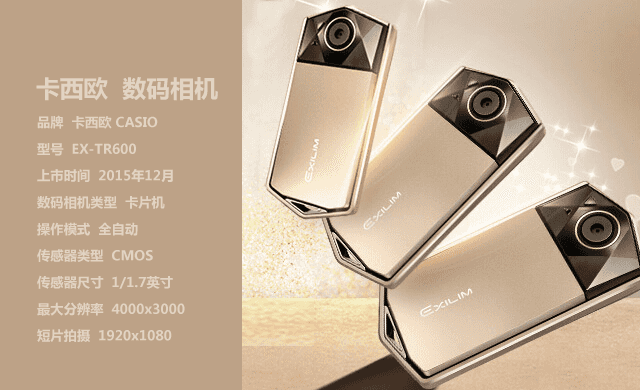 卡西欧 数码相机
品牌 卡西欧 CASIO
型号 EX-TR600
上市时间 2015年12月
数码相机类型 卡片机
操作模式 全自动
传感器类型 CMOS
传感器尺寸 1/1.7英寸
最大分辨率 4000x3000
短片拍摄 1920x1080
EXILIM
EXILIM
EXILIM